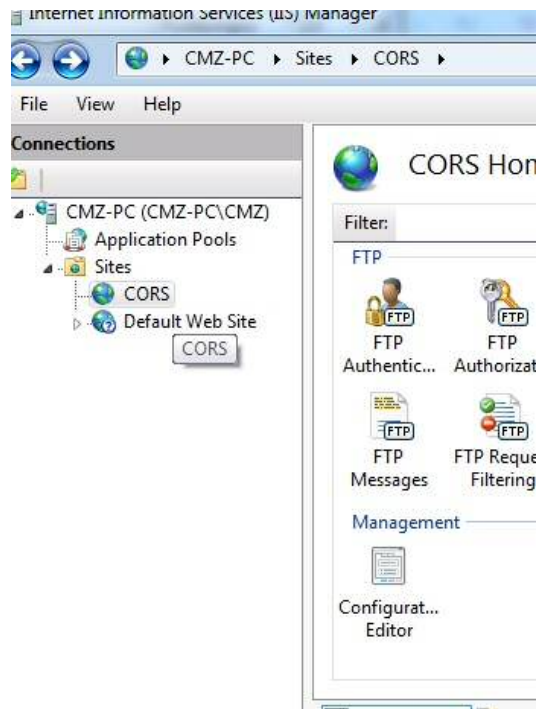 Internet Information Services (IIS) Manager
CMZ-PC Sites CORS
File View Help
Connections
CMZ-PC (CMZ-PC\CMZ)
Application Pools
Sites
CORS
Default Web Site
CORS
CORS Hom
Filter:
FTP
FTP
Authentic...
FTP
Authorizat
FTP
Messages
FTP Reque
Filtering
Management
Configurat...
Editor
FTP
FTP
FTP
FTP